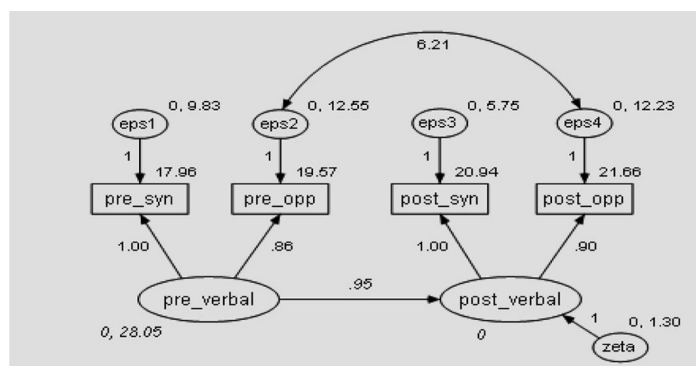 6.21
0, 9.83
0, 12.55
0, 5.75
0, 12.23
eps1
eps2
eps3
eps4
1
1
1
1
17.96
19.57
20.94
21.66
pre_syn
pre_opp
post_syn
post_opp
1.00
.86
1.00
.90
.95
pre_verbal
post_verbal
0, 28.05
0
1
0, 1.30
zeta